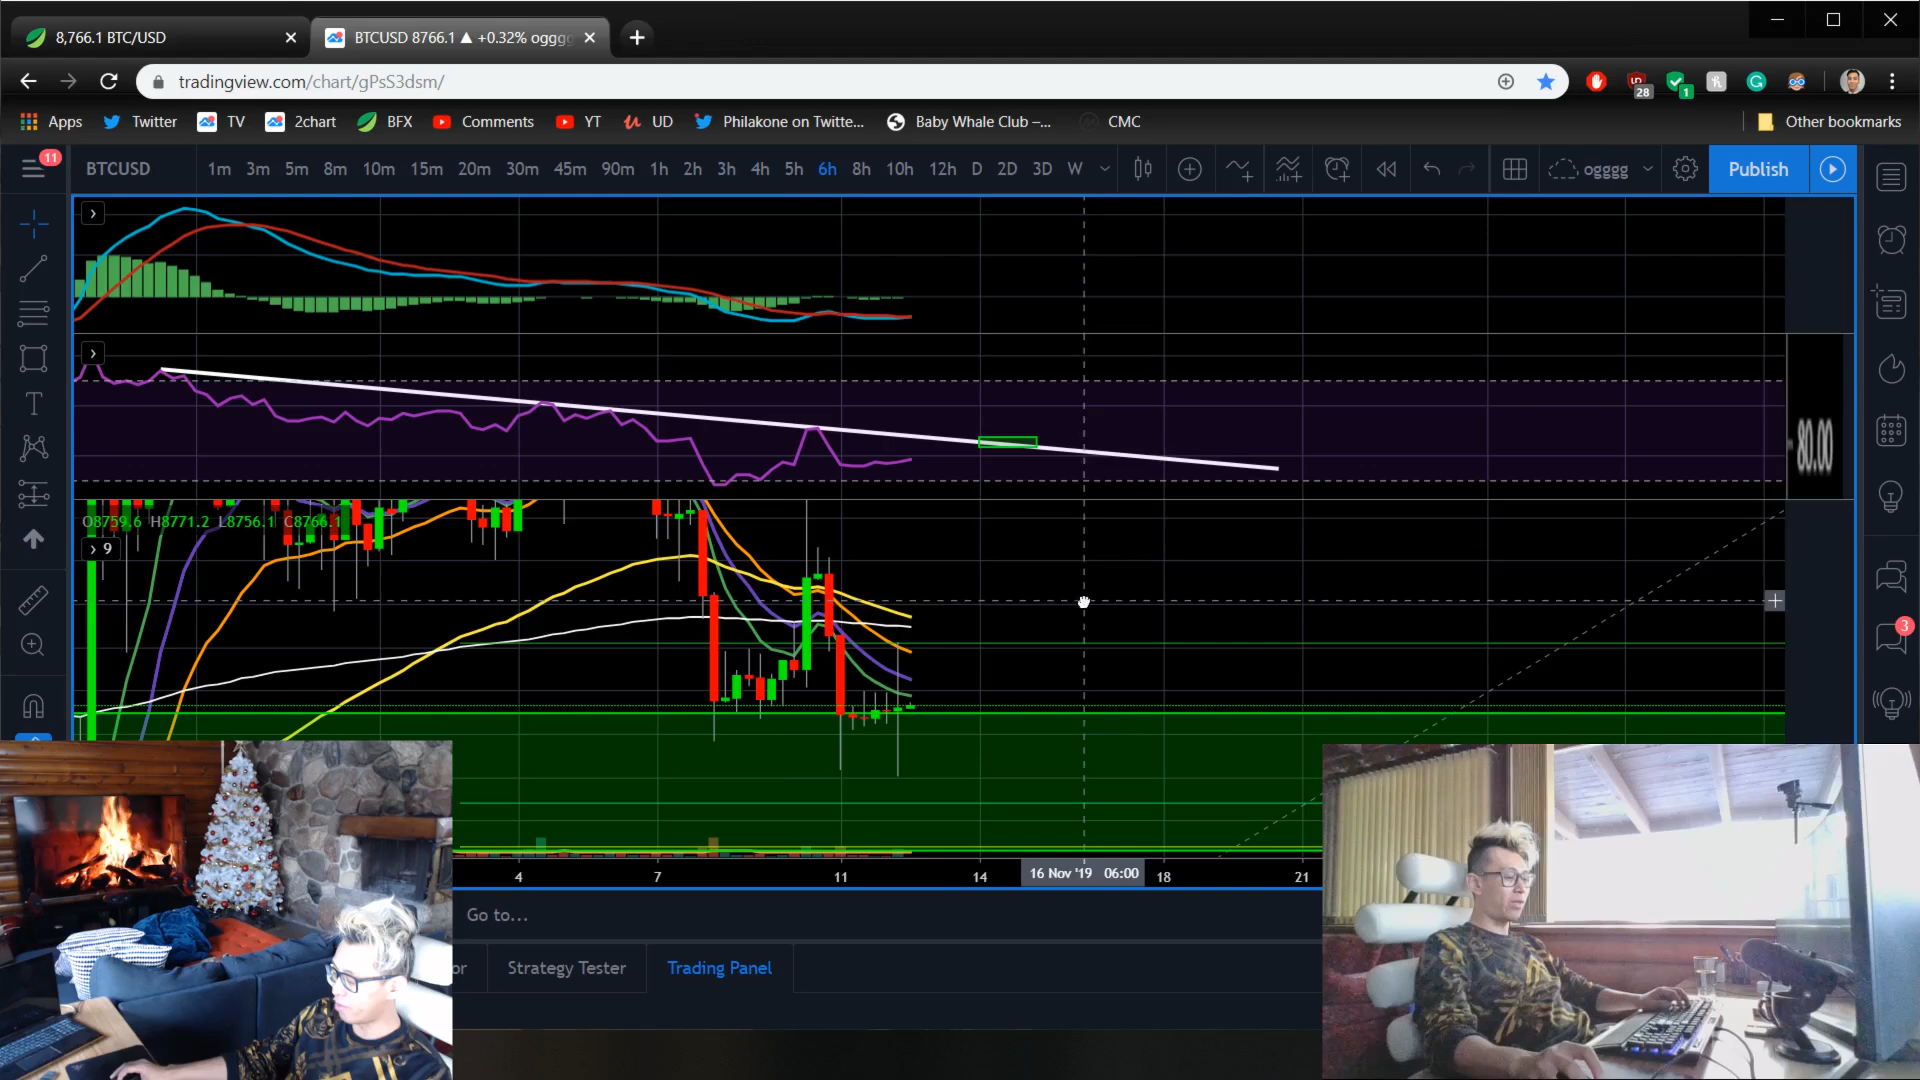 8,766.1 BTC/USD
BTCUSD 8766.1 ▲ +0.32% ogggg
tradingview.com/chart/gPsS3dsm/
28
1
Apps Twitter TV 2chart BFX Comments YT UD Philakone on Twitte... Baby Whale Club –... CMC Other bookmarks
11
BTCUSD 1m 3m 5m 8m 10m 15m 20m 30m 45m 90m 1h 2h 3h 4h 5h 6h 8h 10h 12h D 2D 3D W ogggg Publish
80.00
O8759.6 H8771.2 L8756.1 C8766.1
9
3
4 7 11 14 16 Nov '19 06:00 18 21
Go to...
or Strategy Tester Trading Panel